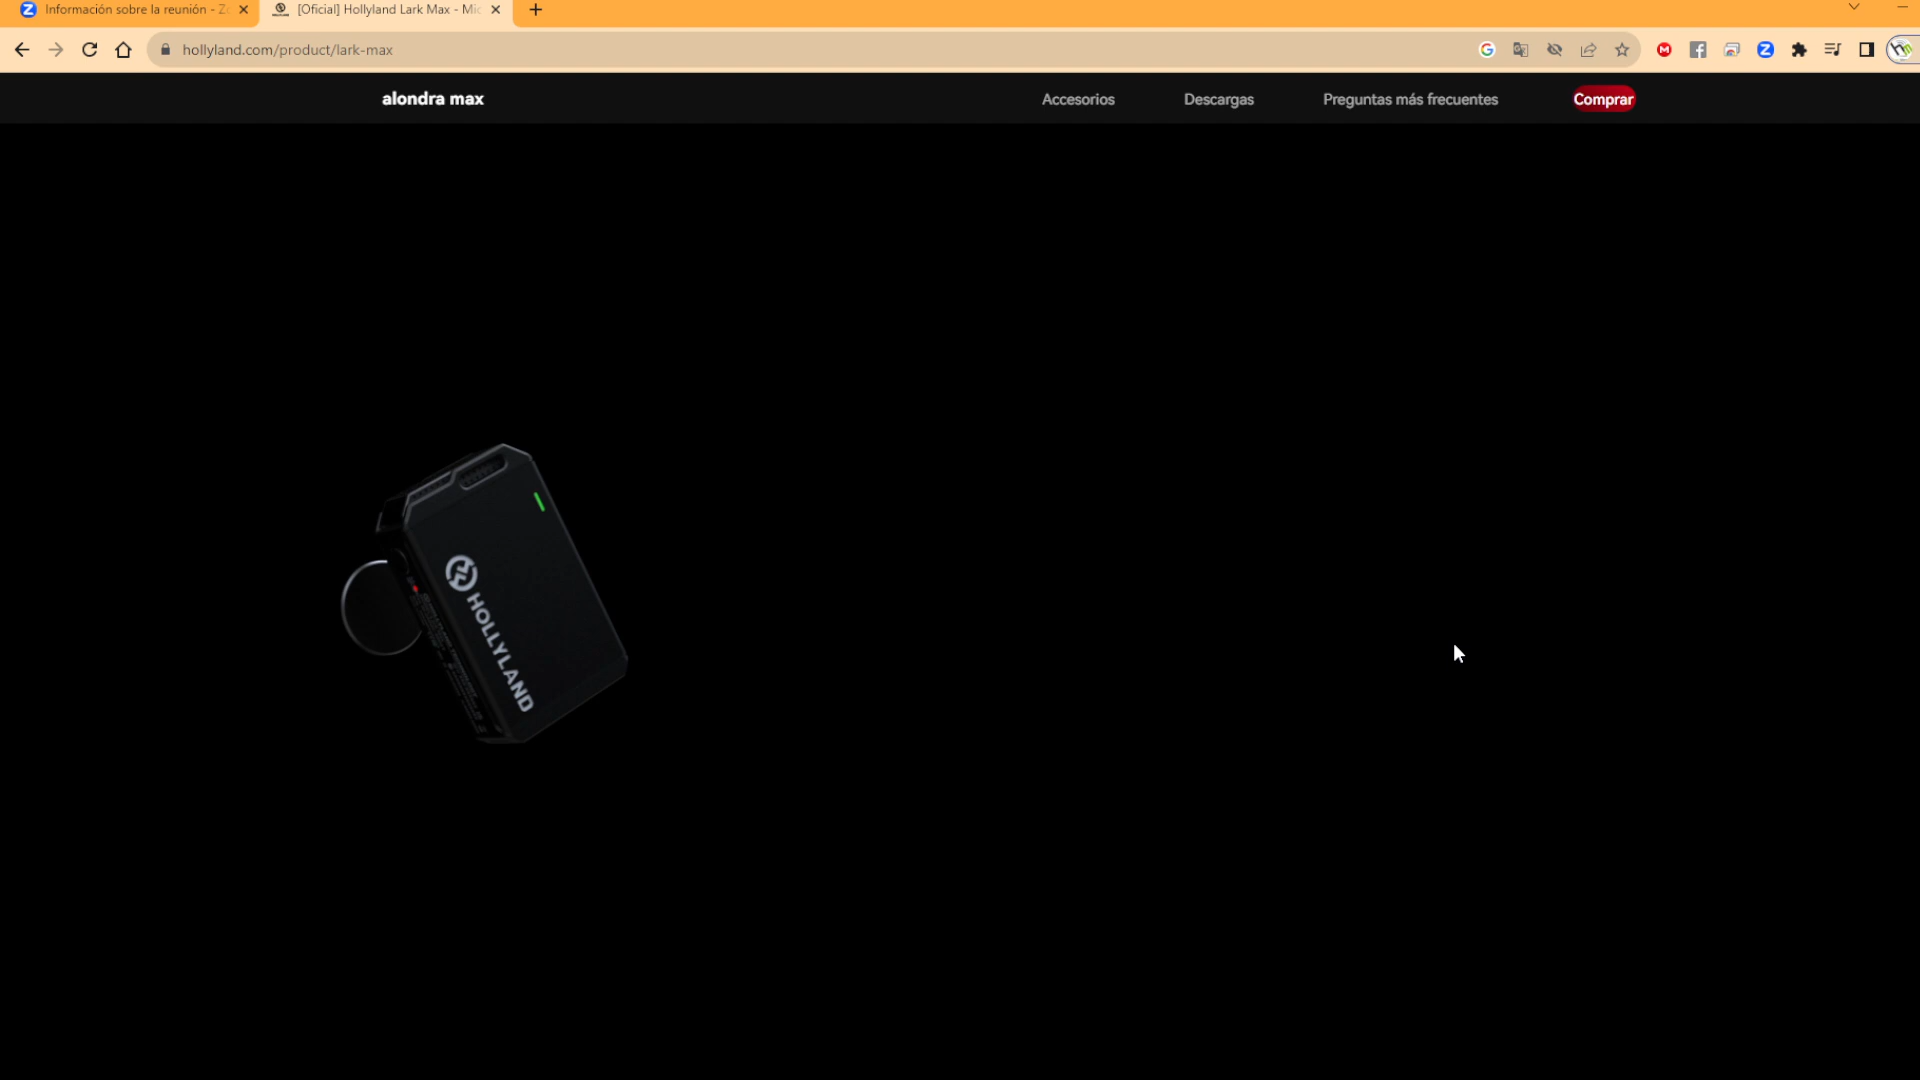 Información sobre la reunión - Z
[Oficial] Hollyland Lark Max - Mic
hollyland.com/product/lark-max
alondra max
Accesorios
Descargas
Preguntas más frecuentes
Comprar
HOLLYLAND